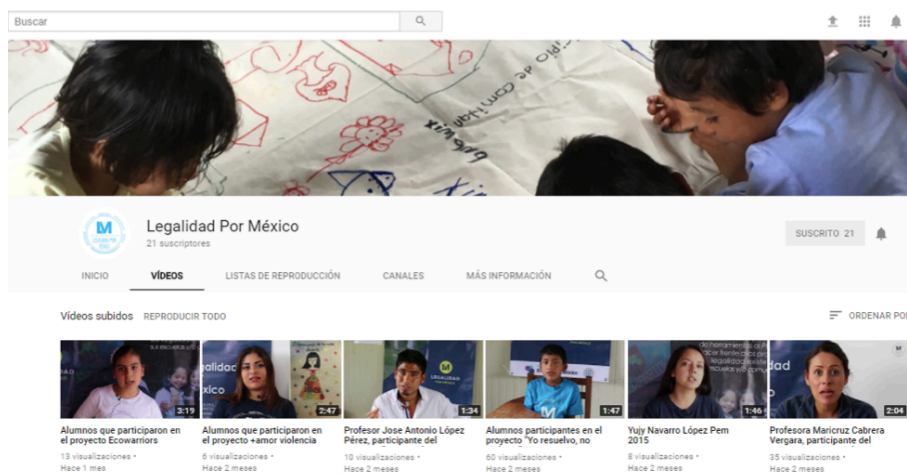 Buscar
Legalidad Por México
21 suscriptores
SUSCRITO 21
INICIO
VÍDEOS
LISTAS DE REPRODUCCIÓN
CANALES
MÁS INFORMACIÓN
Vídeos subidos
REPRODUCIR TODO
ORDENAR POR
3:19
2:47
LEGALIDAD
1:34
1:47
1:46
2:04
Alumnos que participaron en
el proyecto Ecowarriors
13 visualizaciones •
Hace 1 mes
Alumnos que participaron en
el proyecto +amor violencia
6 visualizaciones •
Hace 2 meses
Profesor Jose Antonio López
Pérez, participante del
10 visualizaciones •
Hace 2 meses
Alumnos participantes en el
proyecto "Yo resuelvo, no
60 visualizaciones •
Hace 2 meses
Yujy Navarro López Pem
2015
8 visualizaciones •
Hace 2 meses
Profesora Maricruz Cabrera
Vergara, participante del
35 visualizaciones •
Hace 2 meses